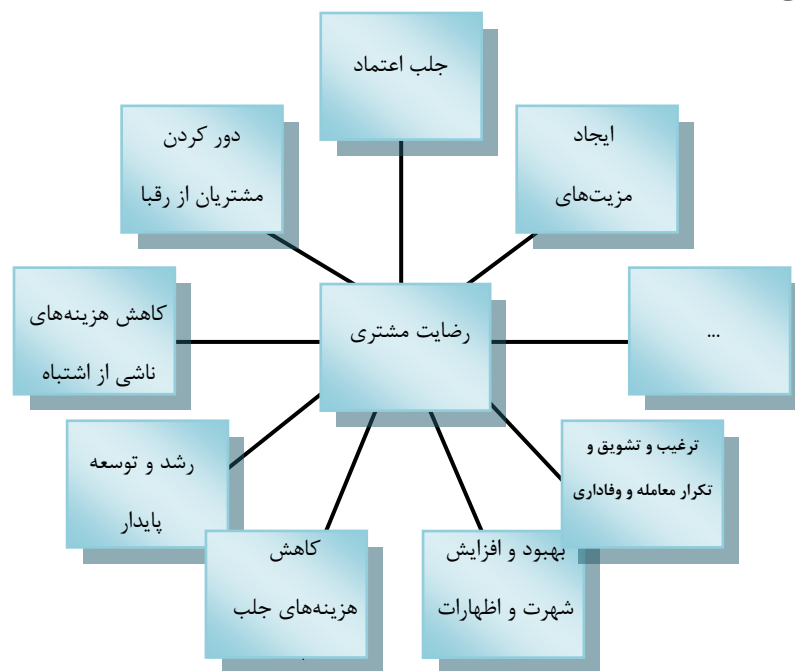 جلب اعتماد
ایجاد
مزیت‌های
...
ترغیب و تشویق و
تکرار معامله و وفاداری
بهبود و افزایش
شهرت و اظهارات
کاهش
هزینه‌های جلب
رشد و توسعه
پایدار
کاهش هزینه‌های
ناشی از اشتباه
دور کردن
مشتریان از رقبا
رضایت مشتری